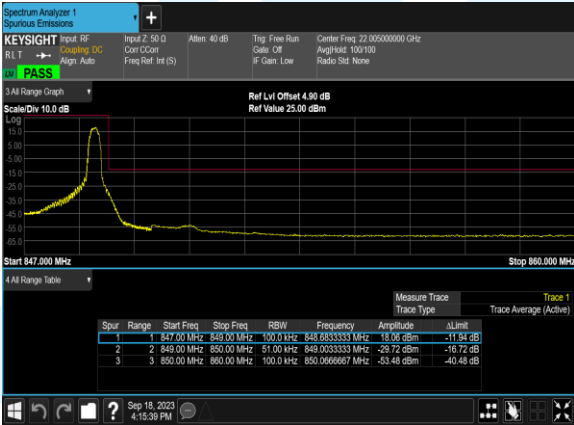 Spectrum Analyzer 1
Spurious Emissions
+
KEYSIGHT Input: RF Input Z: 50 Ω Atten: 40 dB Trig: Free Run Center Freq: 22.005000000 GHz
Coupling: DC Corr CCorr Gate: Off Avg|Hold: 100/100
RLT Align: Auto Freq Ref: Int (S) IF Gain: Low Radio Std: None
LW PASS
3 All Range Graph
Ref Lvl Offset 4.90 dB
Scale/Div 10.0 dB Ref Value 25.00 dBm
Log
15.0
5.00
-5.00
-15.0
-25.0
-35.0
-45.0
-55.0
-65.0
Start 847.000 MHz Stop 860.000 MHz
4 All Range Table
Measure Trace Trace 1
Trace Type Trace Average (Active)
Spur Range Start Freq Stop Freq RBW Frequency Amplitude ΔLimit
1 1 847.00 MHz 849.00 MHz 100.0 kHz 848.6833333 MHz 18.06 dBm -11.94 dB
2 2 849.00 MHz 850.00 MHz 51.00 kHz 849.0033333 MHz -29.72 dBm -16.72 dB
3 3 850.00 MHz 860.00 MHz 100.0 kHz 850.0666667 MHz -53.48 dBm -40.48 dB
? Sep 18, 2023
4:15:39 PM